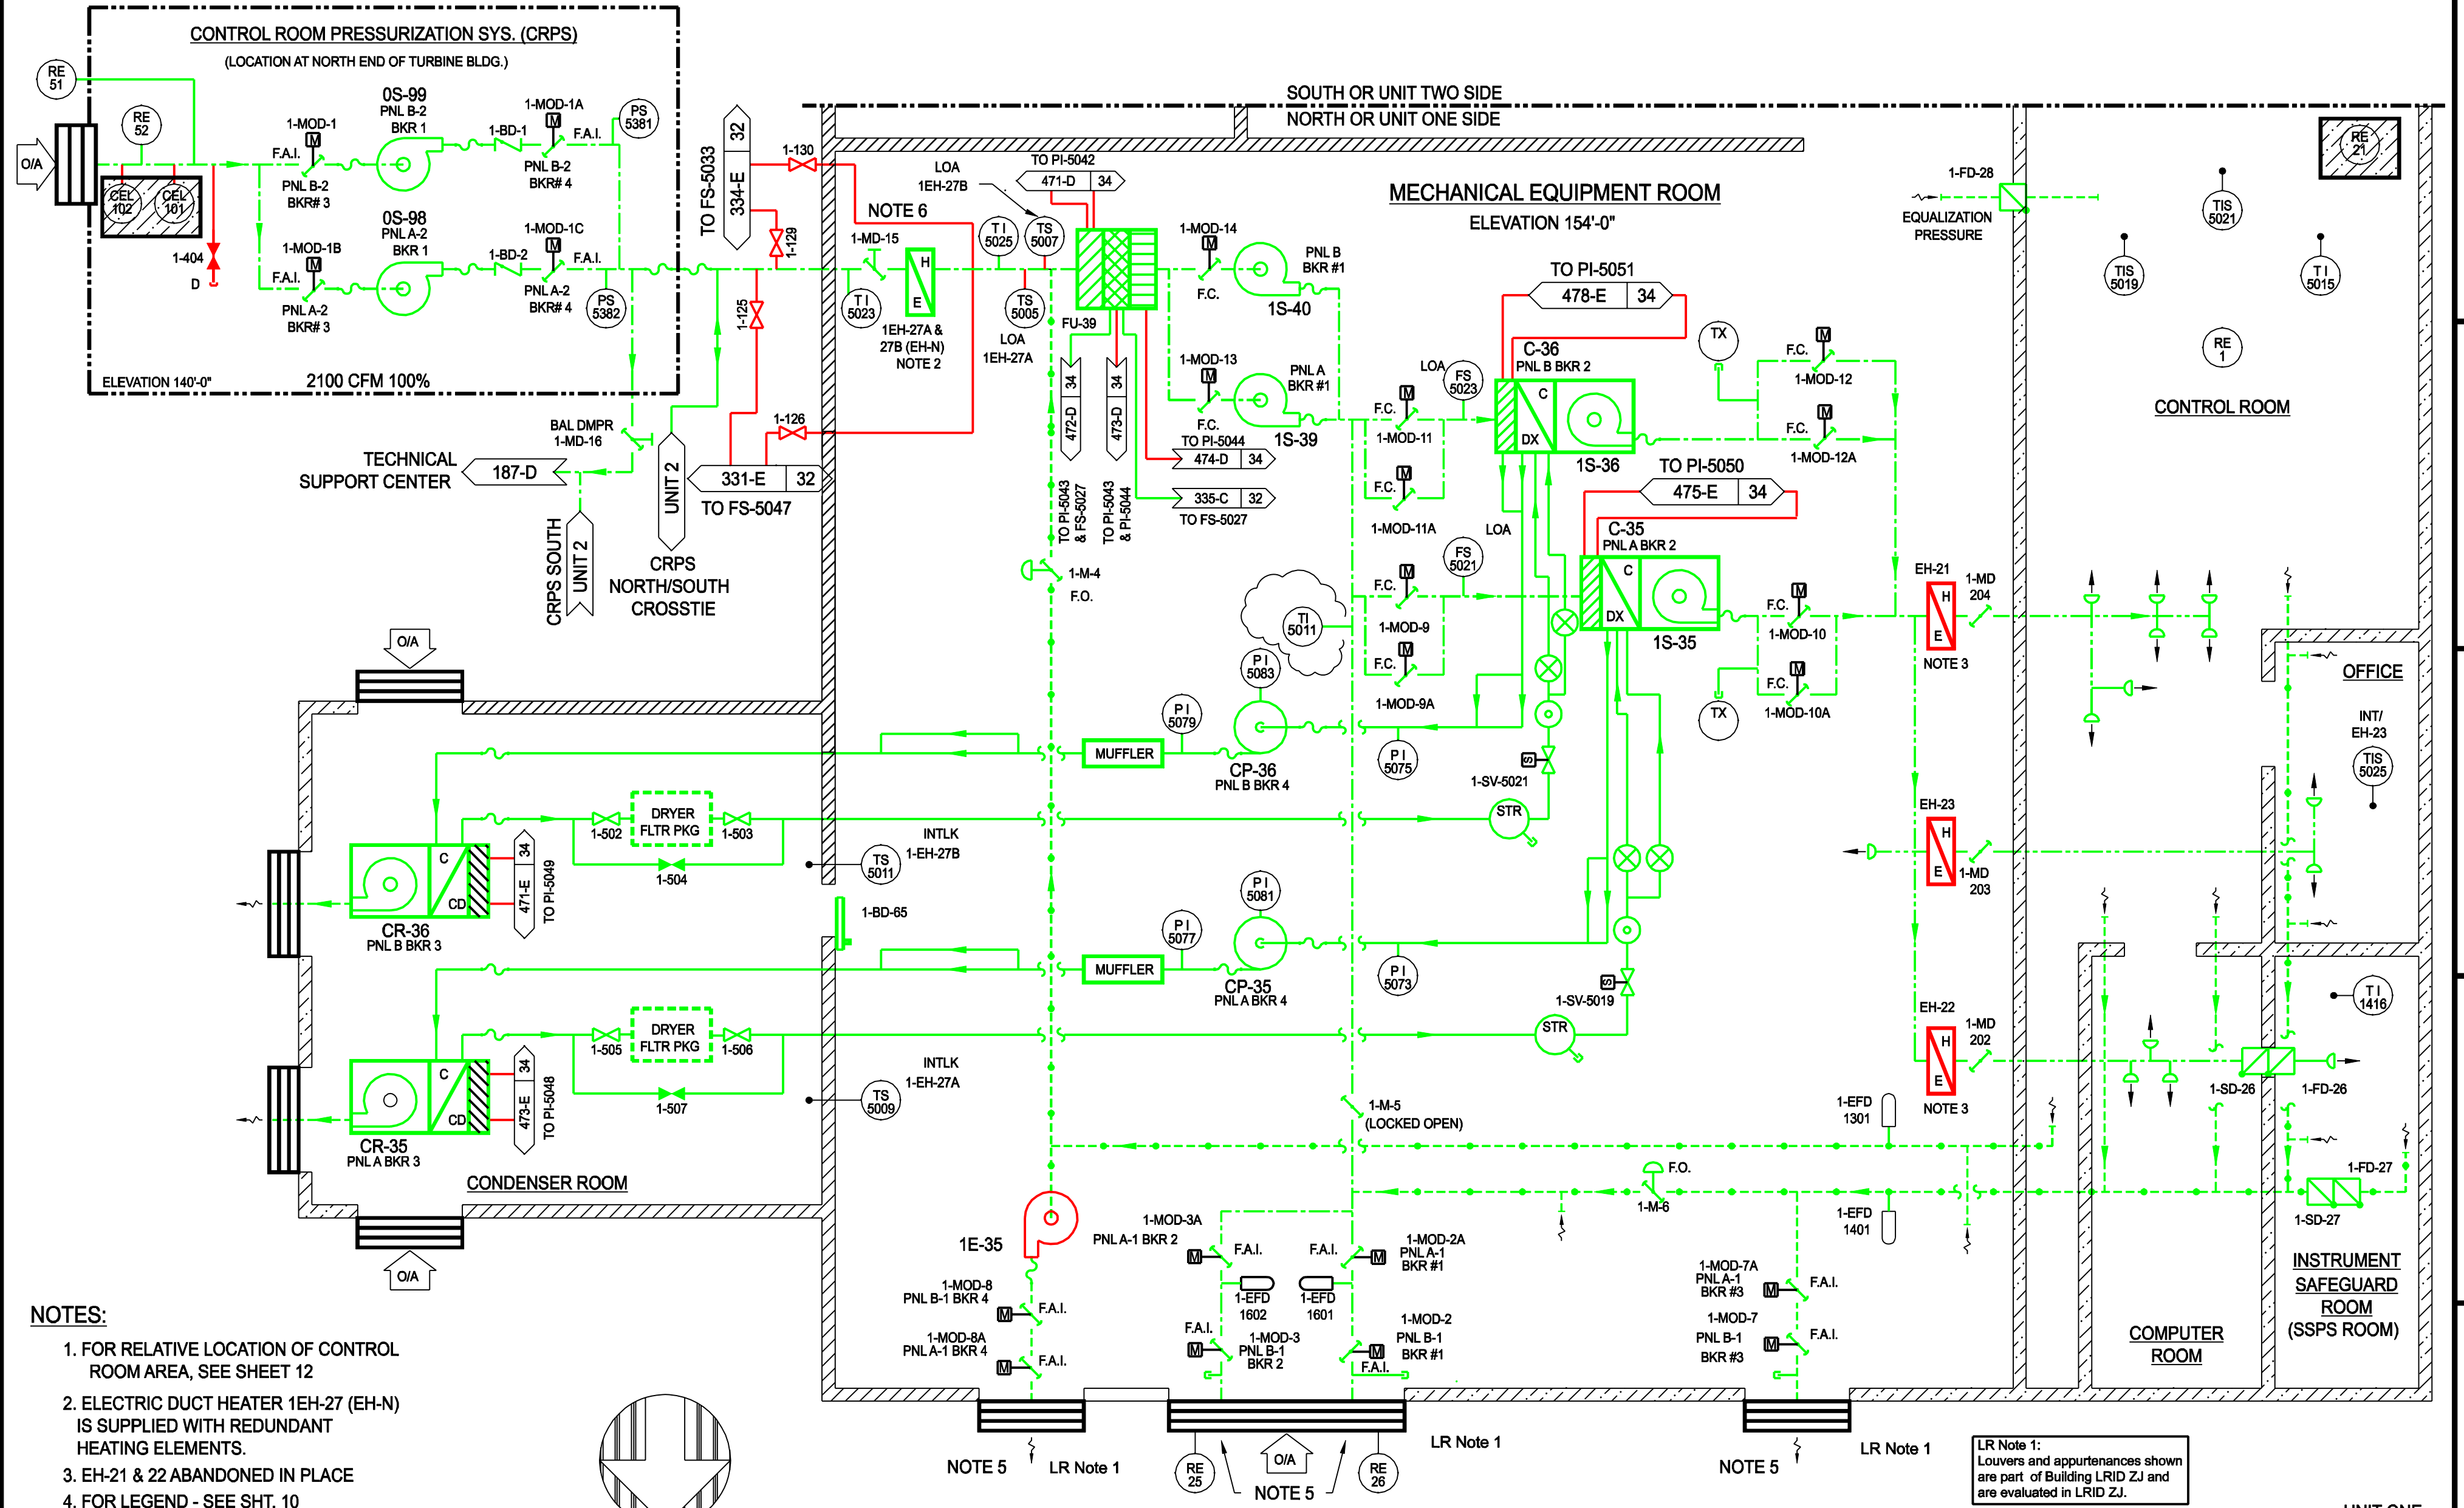 CONTROL ROOM PRESSURIZATION SYS. (CRPS)
(LOCATION AT NORTH END OF TURBINE BLDG.)
RE
51
RE
52
O/A
CEL
102
CEL
101
1-404
D
0S-99
PNL B-2
BKR 1
1-MOD-1
M
F.A.I.
PNL B-2
BKR# 3
1-BD-1
1-MOD-1A
M
F.A.I.
PNL B-2
BKR# 4
PS
5381
0S-98
PNL A-2
BKR 1
1-MOD-1B
M
F.A.I.
PNL A-2
BKR# 3
1-BD-2
1-MOD-1C
M
F.A.I.
PNL A-2
BKR# 4
PS
5382
ELEVATION 140'-0"
2100 CFM 100%
SOUTH OR UNIT TWO SIDE
NORTH OR UNIT ONE SIDE
TO FS-5033
334-E
32
1-130
1-129
1-125
1-126
331-E
32
TO FS-5047
BAL DMPR
1-MD-16
TECHNICAL
SUPPORT CENTER
187-D
CRPS SOUTH
UNIT 2
UNIT 2
CRPS
NORTH/SOUTH
CROSSTIE
NOTE 6
1-MD-15
TI
5023
H
E
1EH-27A &
27B (EH-N)
NOTE 2
LOA
1EH-27B
TI
5025
TS
5007
TS
5005
LOA
1EH-27A
TO PI-5042
471-D
34
FU-39
472-D
34
TO PI-5043
& FS-5027
473-D
34
TO PI-5043
& PI-5044
TO PI-5044
474-D
34
335-C
32
TO FS-5027
1-MOD-14
M
F.C.
PNL B
BKR #1
1S-40
1-MOD-13
M
F.C.
PNL A
BKR #1
1S-39
MECHANICAL EQUIPMENT ROOM
ELEVATION 154'-0"
TO PI-5051
478-E
34
C-36
PNL B BKR 2
C
DX
1S-36
LOA
FS
5023
M
F.C.
1-MOD-11
M
F.C.
1-MOD-11A
TO PI-5050
475-E
34
C-35
PNL A BKR 2
C
DX
1S-35
LOA
FS
5021
M
F.C.
1-MOD-9
M
F.C.
1-MOD-9A
TI
5011
TX
M
F.C.
1-MOD-12
M
F.C.
1-MOD-12A
M
F.C.
1-MOD-10
M
F.C.
1-MOD-10A
TX
1-FD-28
EQUALIZATION
PRESSURE
RE
21
TIS
5021
TIS
5019
TI
5015
RE
1
CONTROL ROOM
EH-21
H
E
1-MD
204
NOTE 3
OFFICE
INT/
EH-23
TIS
5025
EH-23
H
E
1-MD
203
EH-22
H
E
1-MD
202
NOTE 3
TI
1416
1-SD-26
1-FD-26
1-FD-27
1-SD-27
1-M-4
F.O.
PI
5083
PI
5079
MUFFLER
CP-36
PNL B BKR 4
PI
5075
S
1-SV-5021
STR
PI
5081
PI
5077
MUFFLER
CP-35
PNL A BKR 4
PI
5073
S
1-SV-5019
STR
O/A
DRYER
FLTR PKG
1-502
1-503
1-504
C
CD
CR-36
PNL B BKR 3
471-E
34
TO PI-5049
TS
5011
INTLK
1-EH-27B
1-BD-65
DRYER
FLTR PKG
1-505
1-506
1-507
C
CD
CR-35
PNL A BKR 3
473-E
34
TO PI-5048
TS
5009
INTLK
1-EH-27A
CONDENSER ROOM
O/A
1-M-5
(LOCKED OPEN)
1-EFD
1301
F.O.
1-M-6
1-EFD
1401
1E-35
1-MOD-8
PNL B-1 BKR 4
M
F.A.I.
1-MOD-8A
PNL A-1 BKR 4
M
F.A.I.
1-MOD-3A
PNL A-1 BKR 2
M
F.A.I.
1-EFD
1602
F.A.I.
M
1-MOD-3
PNL B-1
BKR 2
F.A.I.
M
1-MOD-2A
PNL A-1
BKR #1
1-EFD
1601
1-MOD-2
PNL B-1
BKR #1
M
F.A.I.
1-MOD-7A
PNL A-1
BKR #3
M
F.A.I.
1-MOD-7
PNL B-1
BKR #3
M
F.A.I.
COMPUTER
ROOM
INSTRUMENT
SAFEGUARD
ROOM
(SSPS ROOM)
NOTE 5
LR Note 1
RE
25
O/A
RE
26
NOTE 5
LR Note 1
NOTE 5
LR Note 1
LR Note 1:
Louvers and appurtenances shown
are part of Building LRID ZJ and
are evaluated in LRID ZJ.
NOTES:
1. FOR RELATIVE LOCATION OF CONTROL
ROOM AREA, SEE SHEET 12
2. ELECTRIC DUCT HEATER 1EH-27 (EH-N)
IS SUPPLIED WITH REDUNDANT
HEATING ELEMENTS.
3. EH-21 & 22 ABANDONED IN PLACE
4. FOR LEGEND - SEE SHT. 10
UNIT ONE